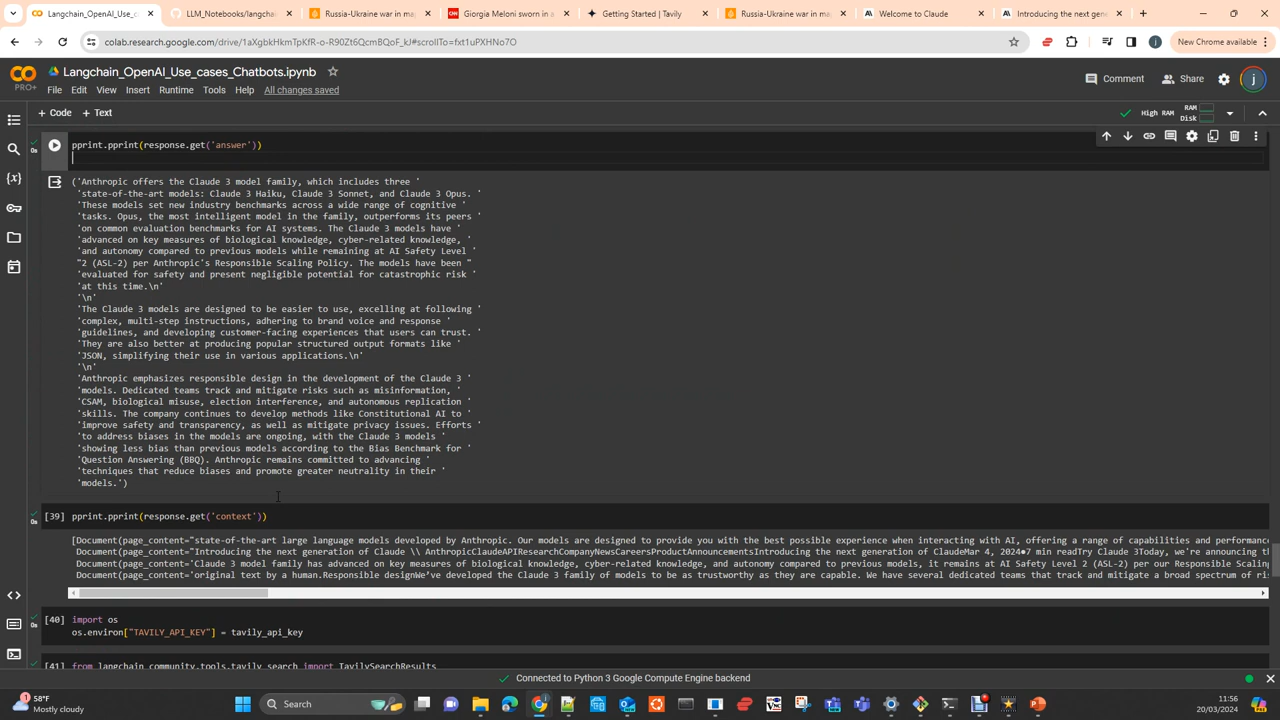 Langchain_OpenAI_Use_cases_C
LLM_Notebooks/langchai
Russia-Ukraine war in ma
Giorgia Meloni sworn in a
Getting Started | Tavily
Russia-Ukraine war in ma
Welcome to Claude
Introducing the next gene
colab.research.google.com/drive/1aXgbkHkmTpKfR-o-R90Zt6QcmBQoF_kJ#scrollTo=fxt1uPXHNo7O
New Chrome available
Langchain_OpenAI_Use_cases_Chatbots.ipynb
PRO+
File Edit View Insert Runtime Tools Help All changes saved
Comment
Share
j
+ Code + Text
High RAM
RAM
Disk
pprint.pprint(response.get('answer'))
0s
('Anthropic offers the Claude 3 model family, which includes three '
'state-of-the-art models: Claude 3 Haiku, Claude 3 Sonnet, and Claude 3 Opus. '
'These models set new industry benchmarks across a wide range of cognitive '
'tasks. Opus, the most intelligent model in the family, outperforms its peers '
'on common evaluation benchmarks for AI systems. The Claude 3 models have '
'advanced on key measures of biological knowledge, cyber-related knowledge, '
'and autonomy compared to previous models while remaining at AI Safety Level '
"2 (ASL-2) per Anthropic's Responsible Scaling Policy. The models have been "
'evaluated for safety and present negligible potential for catastrophic risk '
'at this time.\n'
'\n'
'The Claude 3 models are designed to be easier to use, excelling at following '
'complex, multi-step instructions, adhering to brand voice and response '
'guidelines, and developing customer-facing experiences that users can trust. '
'They are also better at producing popular structured output formats like '
'JSON, simplifying their use in various applications.\n'
'\n'
'Anthropic emphasizes responsible design in the development of the Claude 3 '
'models. Dedicated teams track and mitigate risks such as misinformation, '
'CSAM, biological misuse, election interference, and autonomous replication '
'skills. The company continues to develop methods like Constitutional AI to '
'improve safety and transparency, as well as mitigate privacy issues. Efforts '
'to address biases in the models are ongoing, with the Claude 3 models '
'showing less bias than previous models according to the Bias Benchmark for '
'Question Answering (BBQ). Anthropic remains committed to advancing '
'techniques that reduce biases and promote greater neutrality in their '
'models.')
[39] pprint.pprint(response.get('context'))
0s
[Document(page_content="state-of-the-art large language models developed by Anthropic. Our models are designed to provide you with the best possible experience when interacting with AI, offering a range of capabilities and performance
Document(page_content="Introducing the next generation of Claude \\ AnthropicClaudeAPIResearchCompanyNewsCareersProductAnnouncementsIntroducing the next generation of ClaudeMar 4, 2024●7 min readTry Claude 3Today, we're announcing th
Document(page_content='Claude 3 model family has advanced on key measures of biological knowledge, cyber-related knowledge, and autonomy compared to previous models, it remains at AI Safety Level 2 (ASL-2) per our Responsible Scaling
Document(page_content='original text by a human.Responsible designWe've developed the Claude 3 family of models to be as trustworthy as they are capable. We have several dedicated teams that track and mitigate a broad spectrum of ris
[40] import os
0s
os.environ["TAVILY_API_KEY"] = tavily_api_key
[41] from langchain_community.tools.tavily_search import TavilySearchResults
Connected to Python 3 Google Compute Engine backend
58°F
Mostly cloudy
Search
11:56
20/03/2024